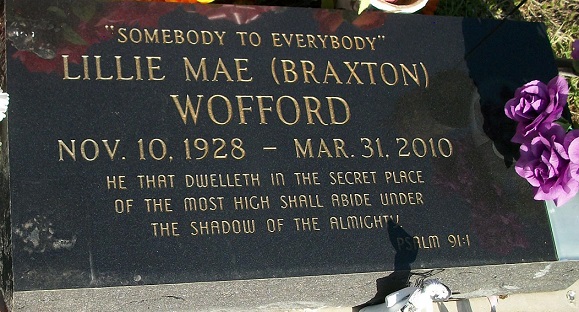 "SOMEBODY TO EVERYBODY"
LILLIE MAE (BRAXTON)
WOFFORD
NOV. 10, 1928 – MAR. 31, 2010
HE THAT DWELLETH IN THE SECRET PLACE
OF THE MOST HIGH SHALL ABIDE UNDER
THE SHADOW OF THE ALMIGHTY
PSALM 91:1